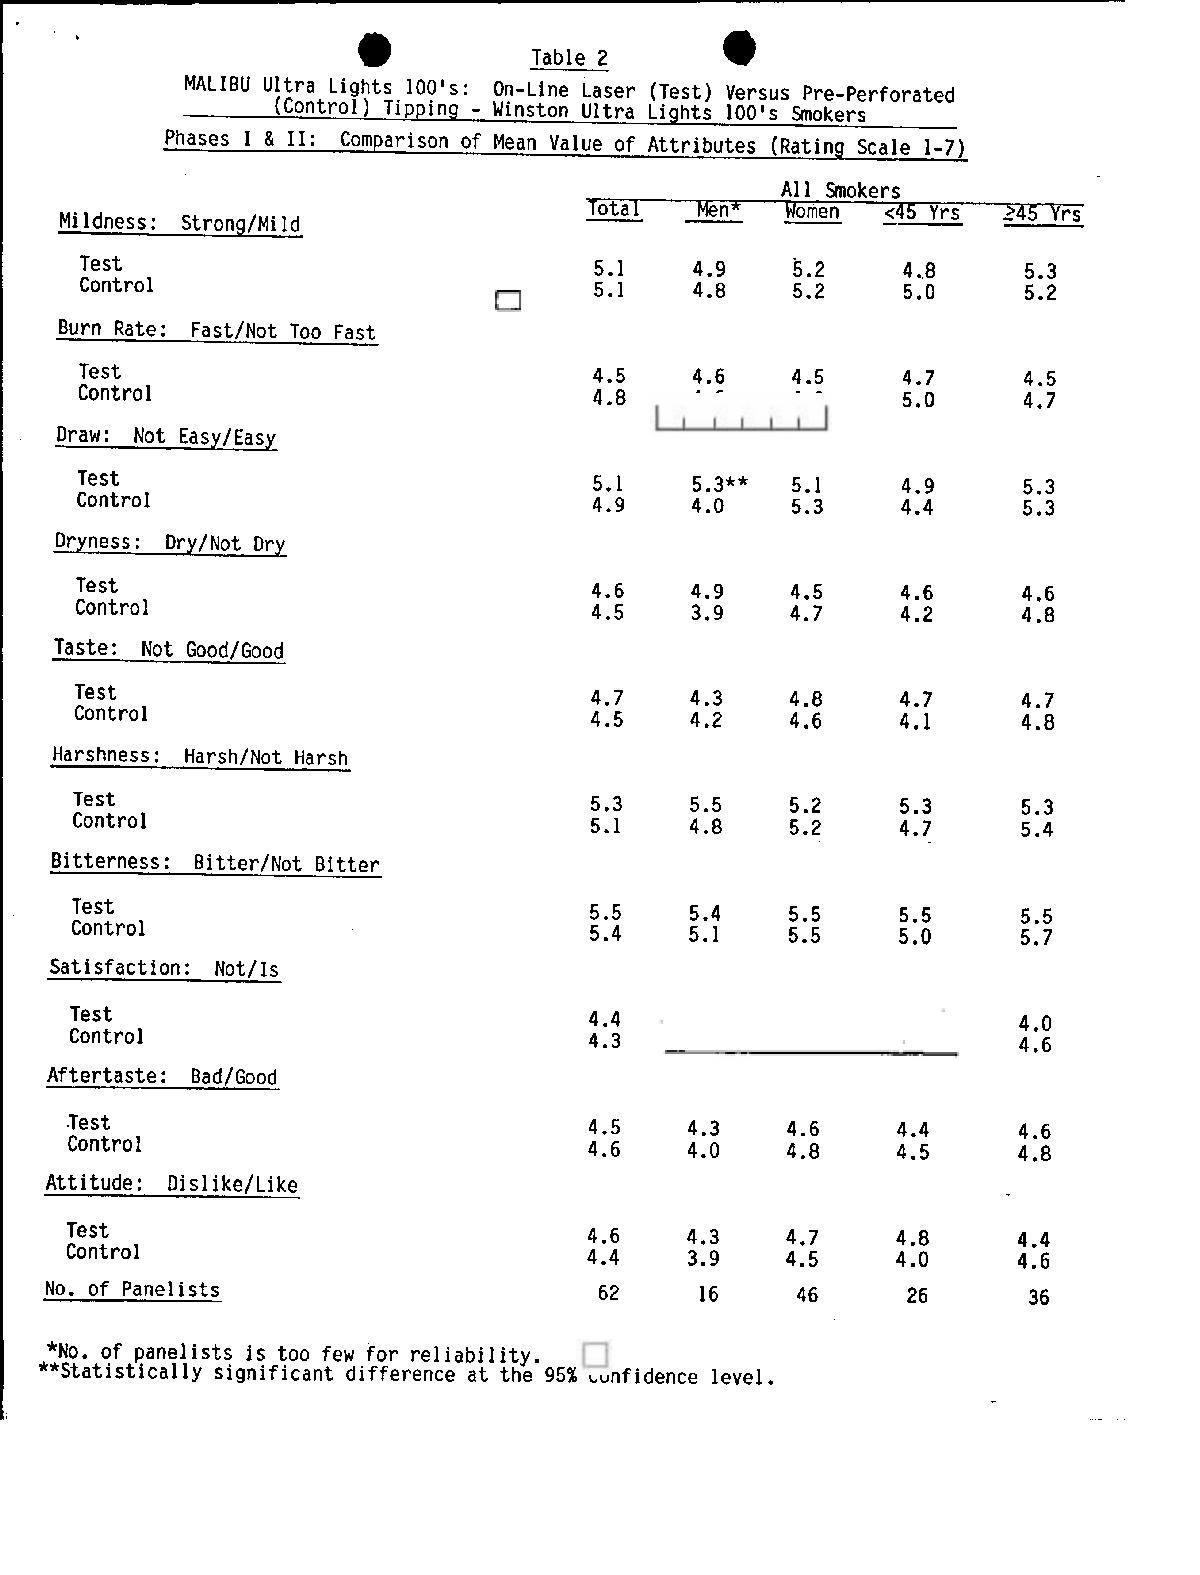 Table 2
MALIBU Ultra Lights 100's: On-Line Laser (Test) Versus Pre-Perforated
(Control) Tipping - Winston Ultra Lights 100's Smokers
Phases I & II: Comparison of Mean Value of Attributes (Rating Scale 1-7)
All Smokers
Total Men* Women <45 Yrs ≥45 Yrs
Mildness: Strong/Mild
Test 5.1 4.9 5.2 4.8 5.3
Control 5.1 4.8 5.2 5.0 5.2
Burn Rate: Fast/Not Too Fast
Test 4.5 4.6 4.5 4.7 4.5
Control 4.8 5.0 4.7
Draw: Not Easy/Easy
Test 5.1 5.3** 5.1 4.9 5.3
Control 4.9 4.0 5.3 4.4 5.3
Dryness: Dry/Not Dry
Test 4.6 4.9 4.5 4.6 4.6
Control 4.5 3.9 4.7 4.2 4.8
Taste: Not Good/Good
Test 4.7 4.3 4.8 4.7 4.7
Control 4.5 4.2 4.6 4.1 4.8
Harshness: Harsh/Not Harsh
Test 5.3 5.5 5.2 5.3 5.3
Control 5.1 4.8 5.2 4.7 5.4
Bitterness: Bitter/Not Bitter
Test 5.5 5.4 5.5 5.5 5.5
Control 5.4 5.1 5.5 5.0 5.7
Satisfaction: Not/Is
Test 4.4 4.0
Control 4.3 4.6
Aftertaste: Bad/Good
Test 4.5 4.3 4.6 4.4 4.6
Control 4.6 4.0 4.8 4.5 4.8
Attitude: Dislike/Like
Test 4.6 4.3 4.7 4.8 4.4
Control 4.4 3.9 4.5 4.0 4.6
No. of Panelists 62 16 46 26 36
*No. of panelists is too few for reliability.
**Statistically significant difference at the 95% confidence level.